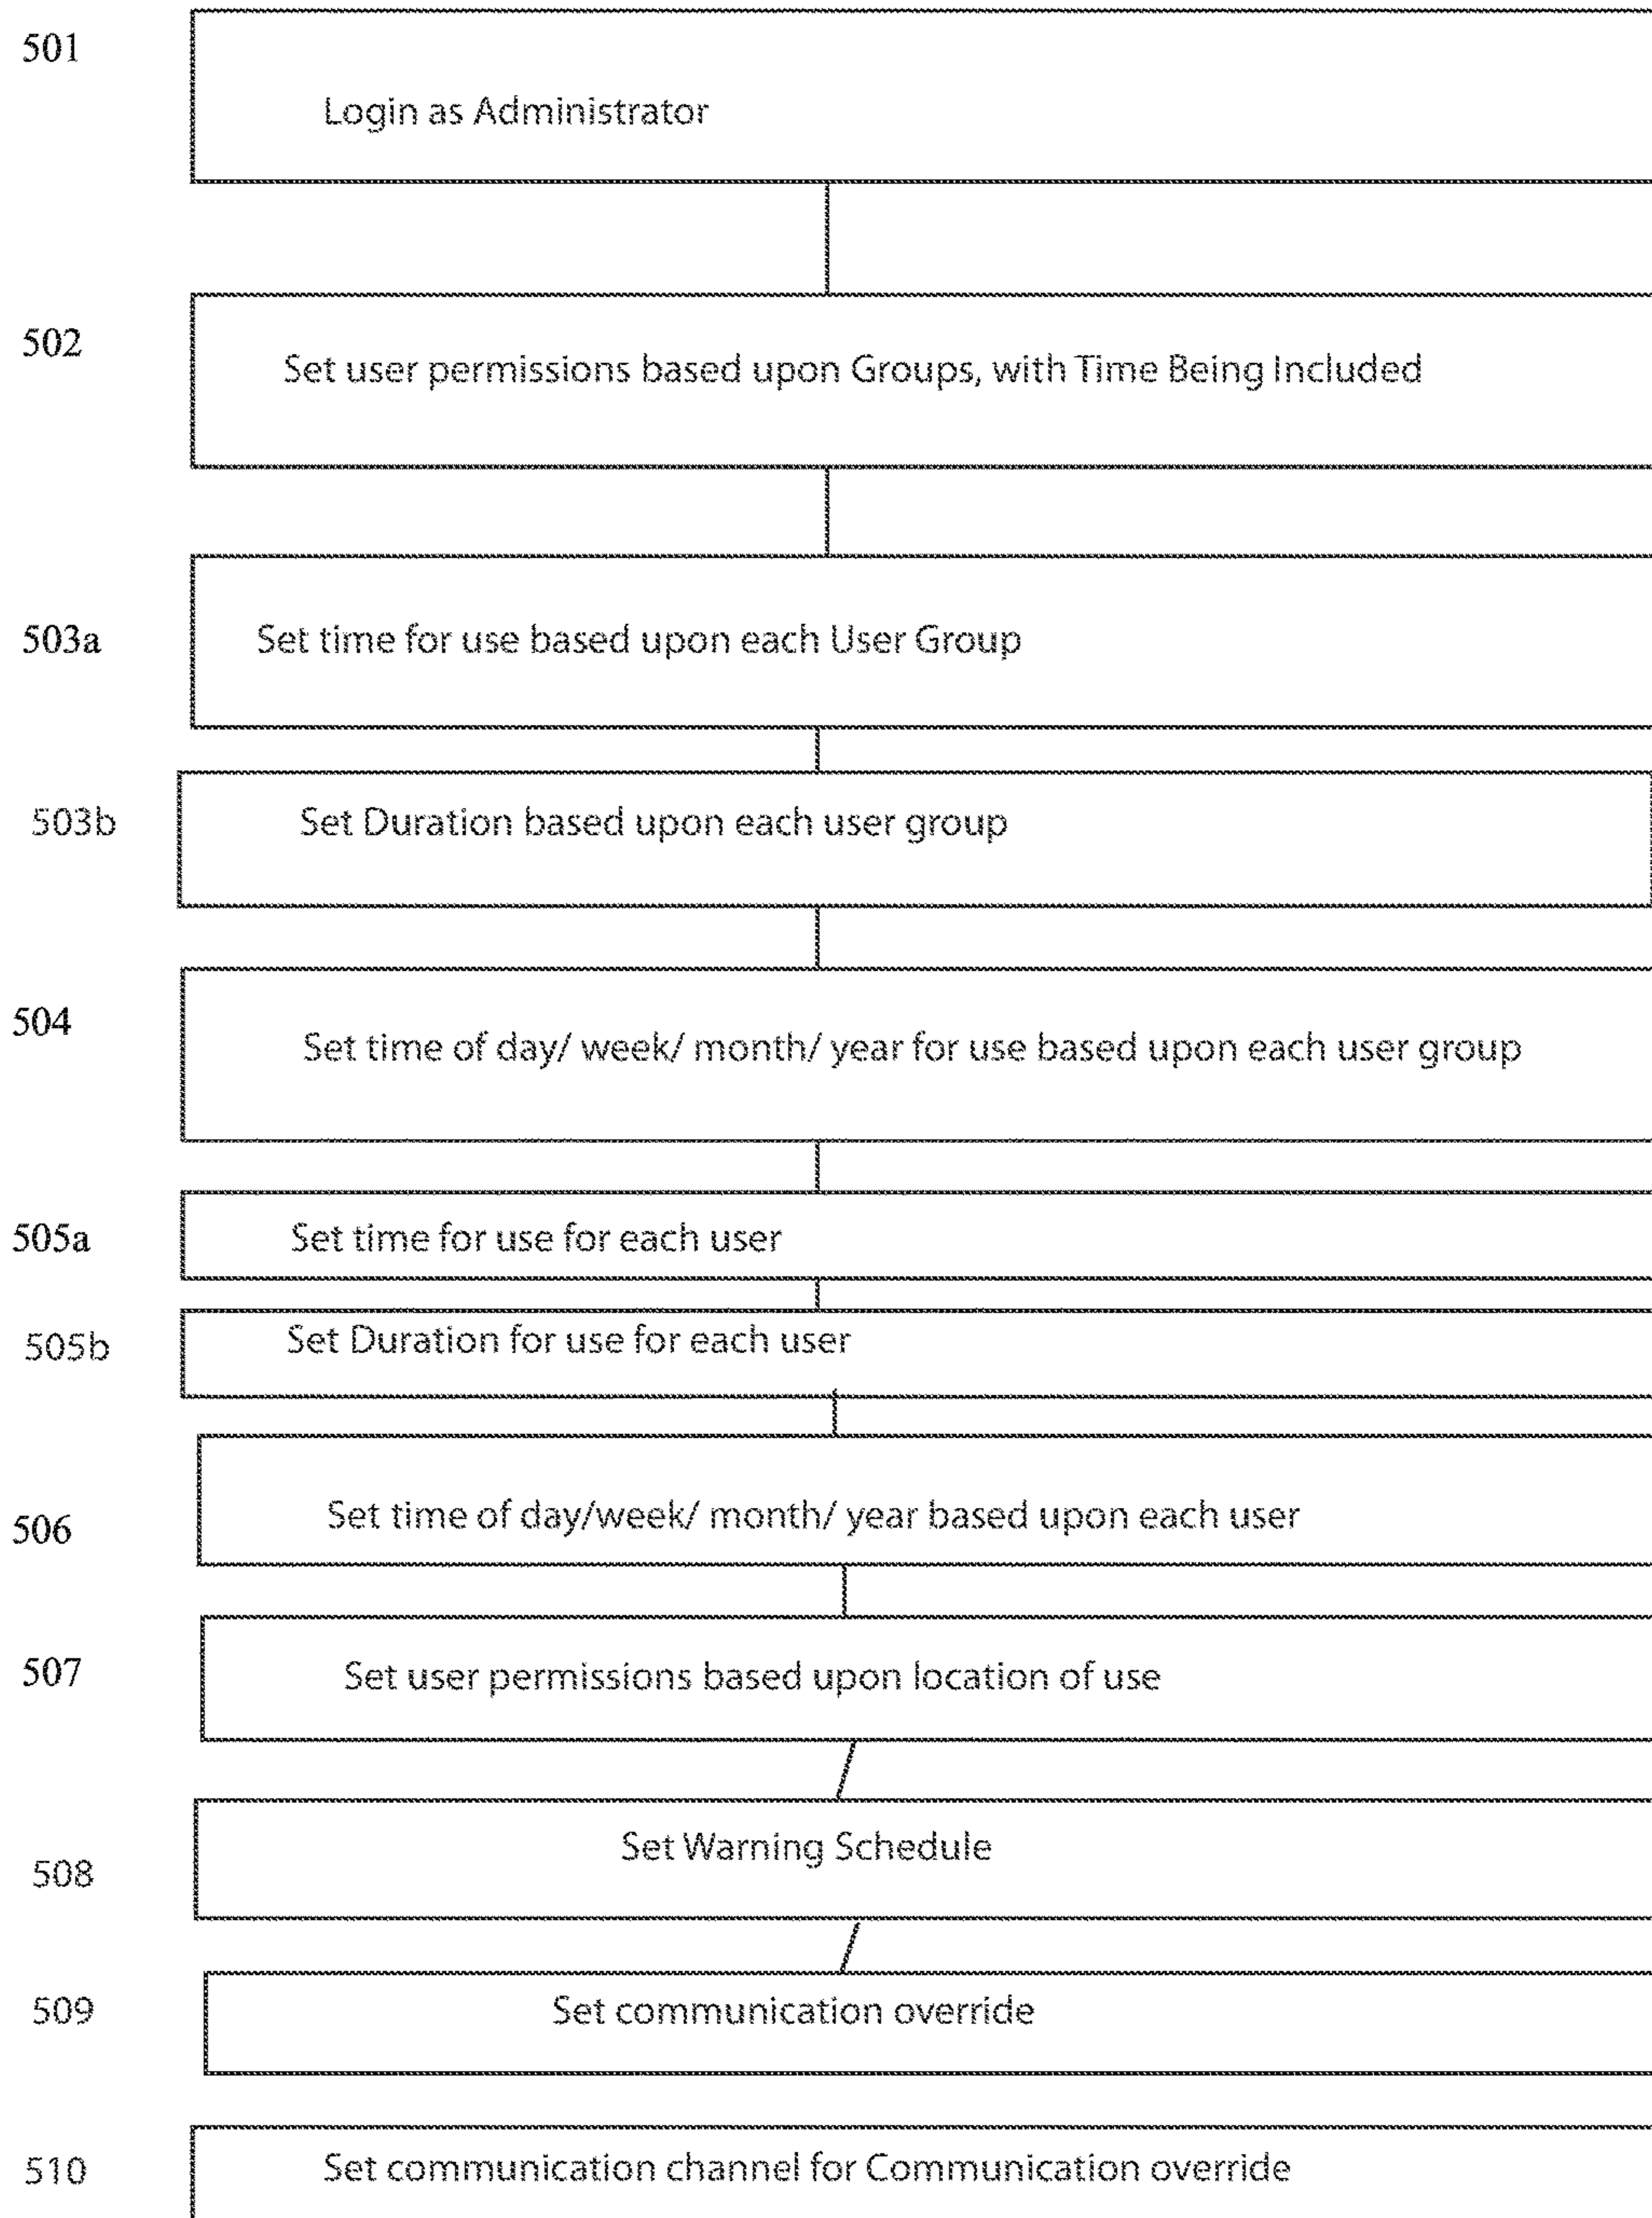 501
Login as Administrator
502
Set user permissions based upon Groups, with Time Being Included
503a
Set time for use based upon each User Group
503b
Set Duration based upon each user group
504
Set time of day/ week/ month/ year for use based upon each user group
505a
Set time for use for each user
505b
Set Duration for use for each user
506
Set time of day/week/ month/ year based upon each user
507
Set user permissions based upon location of use
508
Set Warning Schedule
509
Set communication override
510
Set communication channel for Communication override